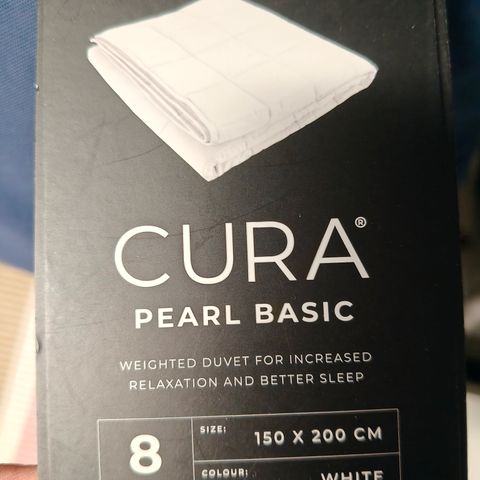 CURA®
PEARL BASIC
WEIGHTED DUVET FOR INCREASED
RELAXATION AND BETTER SLEEP
8
SIZE: 150 X 200 CM
COLOUR: WHITE